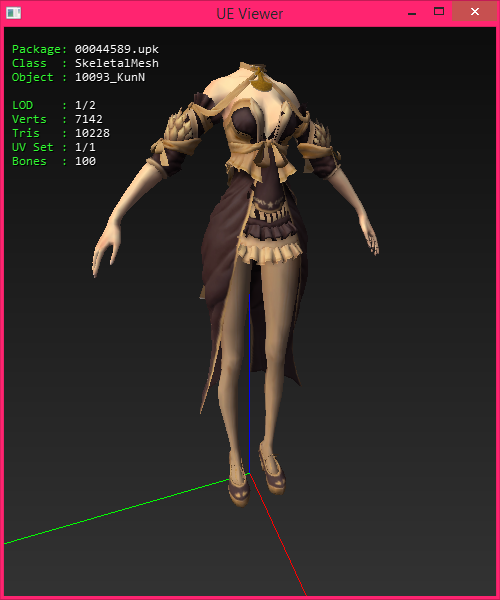 UE Viewer
Package: 00044589.upk
Class  : SkeletalMesh
Object : 10093_KunN
LOD    : 1/2
Verts  : 7142
Tris   : 10228
UV Set : 1/1
Bones  : 100